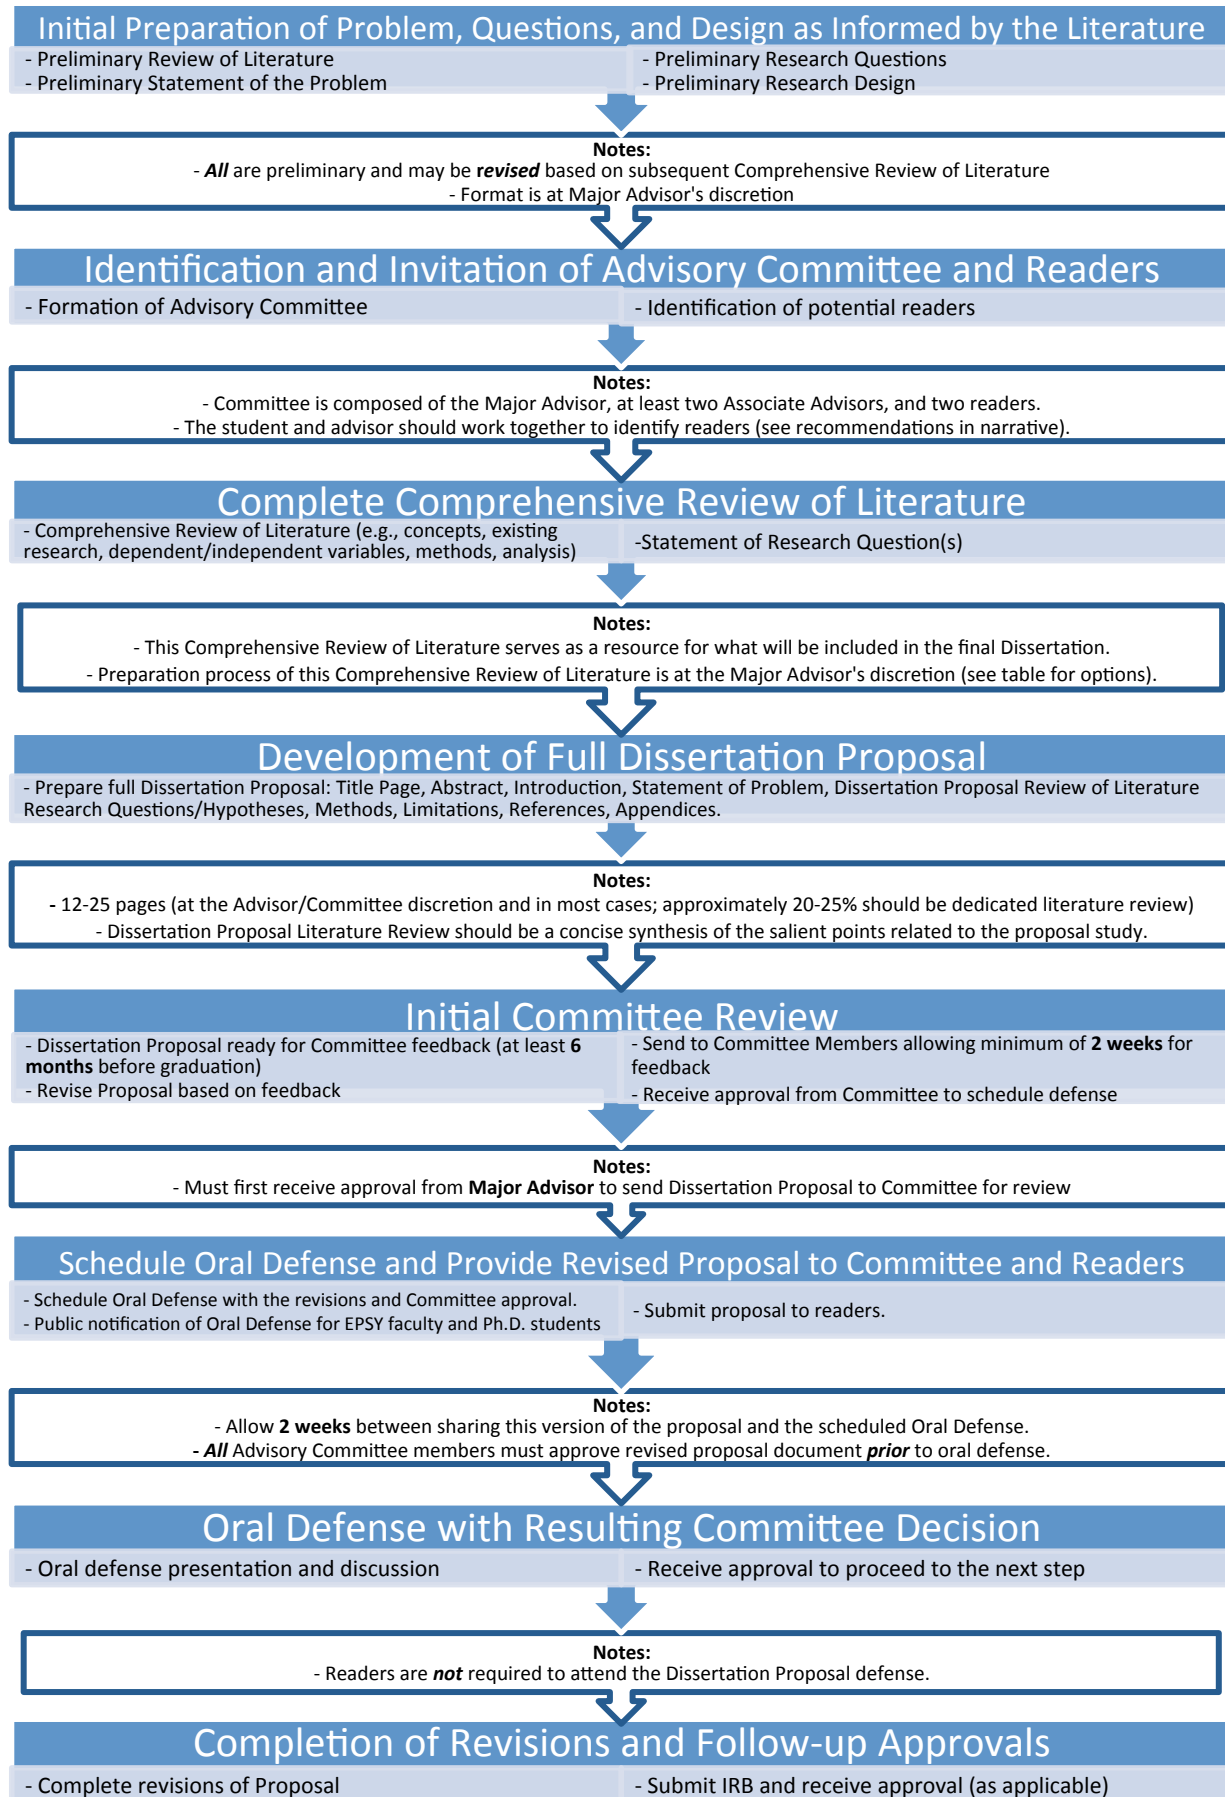 Initial Preparation of Problem, Questions, and Design as Informed by the Literature
- Preliminary Review of Literature
- Preliminary Statement of the Problem
- Preliminary Research Questions
- Preliminary Research Design
Notes:
- All are preliminary and may be revised based on subsequent Comprehensive Review of Literature
- Format is at Major Advisor's discretion
Identification and Invitation of Advisory Committee and Readers
- Formation of Advisory Committee
- Identification of potential readers
Notes:
- Committee is composed of the Major Advisor, at least two Associate Advisors, and two readers.
- The student and advisor should work together to identify readers (see recommendations in narrative).
Complete Comprehensive Review of Literature
- Comprehensive Review of Literature (e.g., concepts, existing
research, dependent/independent variables, methods, analysis)
-Statement of Research Question(s)
Notes:
- This Comprehensive Review of Literature serves as a resource for what will be included in the final Dissertation.
- Preparation process of this Comprehensive Review of Literature is at the Major Advisor's discretion (see table for options).
Development of Full Dissertation Proposal
- Prepare full Dissertation Proposal: Title Page, Abstract, Introduction, Statement of Problem, Dissertation Proposal Review of Literature
Research Questions/Hypotheses, Methods, Limitations, References, Appendices.
Notes:
- 12-25 pages (at the Advisor/Committee discretion and in most cases; approximately 20-25% should be dedicated literature review)
- Dissertation Proposal Literature Review should be a concise synthesis of the salient points related to the proposal study.
Initial Committee Review
- Dissertation Proposal ready for Committee feedback (at least 6
months before graduation)
- Revise Proposal based on feedback
- Send to Committee Members allowing minimum of 2 weeks for
feedback
- Receive approval from Committee to schedule defense
Notes:
- Must first receive approval from Major Advisor to send Dissertation Proposal to Committee for review
Schedule Oral Defense and Provide Revised Proposal to Committee and Readers
- Schedule Oral Defense with the revisions and Committee approval.
- Public notification of Oral Defense for EPSY faculty and Ph.D. students
- Submit proposal to readers.
Notes:
- Allow 2 weeks between sharing this version of the proposal and the scheduled Oral Defense.
- All Advisory Committee members must approve revised proposal document prior to oral defense.
Oral Defense with Resulting Committee Decision
- Oral defense presentation and discussion
- Receive approval to proceed to the next step
Notes:
- Readers are not required to attend the Dissertation Proposal defense.
Completion of Revisions and Follow-up Approvals
- Complete revisions of Proposal
- Submit IRB and receive approval (as applicable)